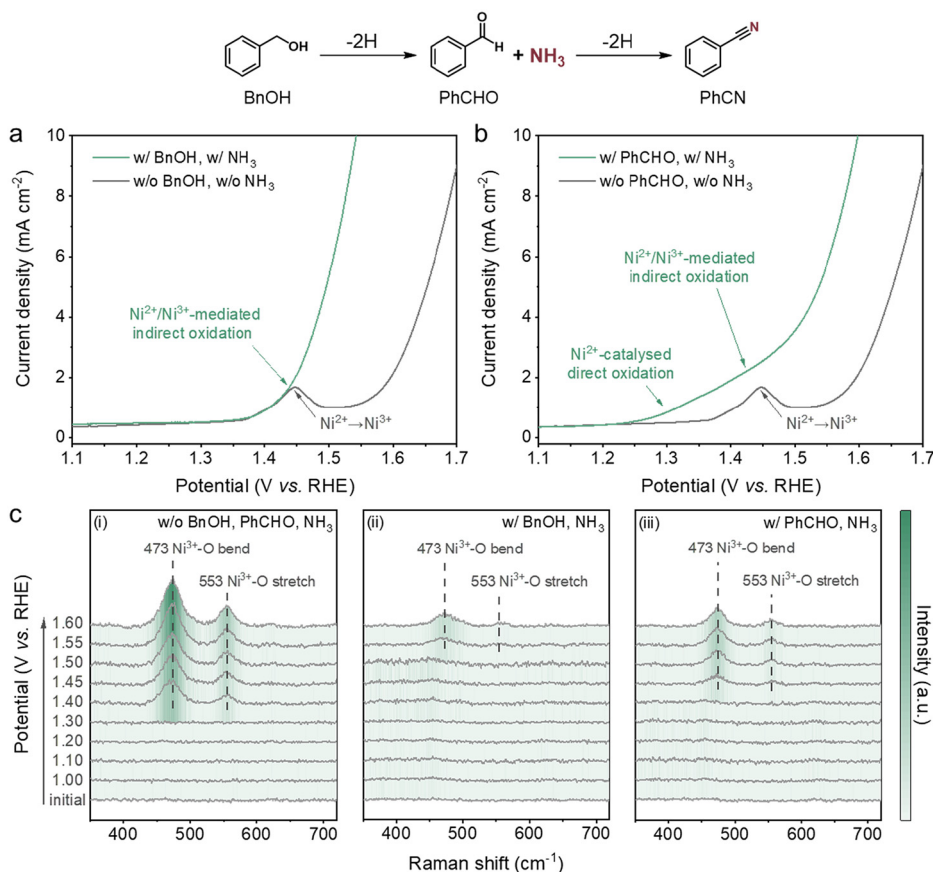 OH
-2H
O
H
+ NH₃
-2H
N
BnOH
PhCHO
PhCN
a
w/ BnOH, w/ NH₃
w/o BnOH, w/o NH₃
Ni²⁺/Ni³⁺-mediated
indirect oxidation
Ni²⁺→Ni³⁺
Current density (mA cm⁻²)
10
8
6
4
2
0
1.1 1.2 1.3 1.4 1.5 1.6 1.7
Potential (V vs. RHE)
b
w/ PhCHO, w/ NH₃
w/o PhCHO, w/o NH₃
Ni²⁺/Ni³⁺-mediated
indirect oxidation
Ni²⁺-catalysed
direct oxidation
Ni²⁺→Ni³⁺
Current density (mA cm⁻²)
10
8
6
4
2
0
1.1 1.2 1.3 1.4 1.5 1.6 1.7
Potential (V vs. RHE)
c
(i) w/o BnOH, PhCHO, NH₃
473 Ni³⁺-O bend
553 Ni³⁺-O stretch
(ii) w/ BnOH, NH₃
473 Ni³⁺-O bend
553 Ni³⁺-O stretch
(iii) w/ PhCHO, NH₃
473 Ni³⁺-O bend
553 Ni³⁺-O stretch
Potential (V vs. RHE)
1.60
1.55
1.50
1.45
1.40
1.30
1.20
1.10
1.00
initial
400 500 600 700
400 500 600 700
400 500 600 700
Raman shift (cm⁻¹)
Intensity (a.u.)